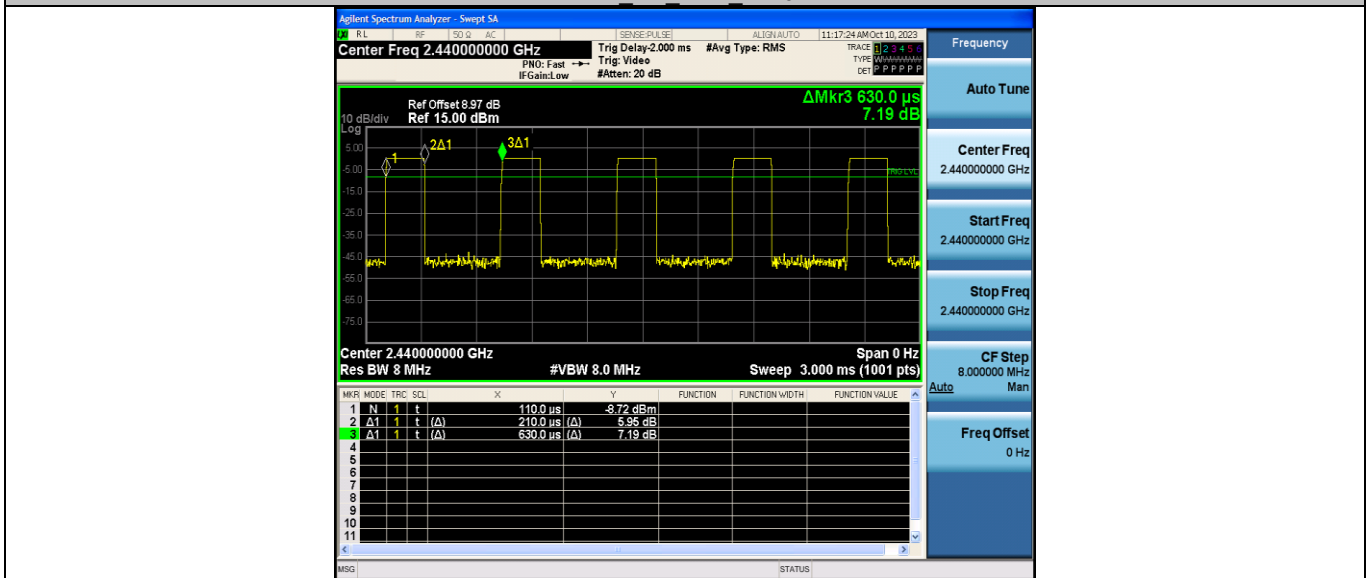 Agilent Spectrum Analyzer - Swept SA
LXI RL RF 50 Ω AC SENSE:PULSE ALIGN AUTO 11:17:24 AM Oct 10, 2023
Center Freq 2.440000000 GHz Trig Delay-2.000 ms #Avg Type: RMS TRACE 1 2 3 4 5 6
PNO: Fast Trig: Video TYPE WWWWWW
IFGain:Low #Atten: 20 dB DET P P P P P P
Frequency
ΔMkr3 630.0 µs
7.19 dB
Ref Offset 8.97 dB
10 dB/div Ref 15.00 dBm
Log
5.00
-5.00
-15.0
-25.0
-35.0
-45.0
-55.0
-65.0
-75.0
1 2Δ1 3Δ1
TRIG LVL
Center 2.440000000 GHz Span 0 Hz
Res BW 8 MHz #VBW 8.0 MHz Sweep 3.000 ms (1001 pts)
MKR MODE TRC SCL X Y FUNCTION FUNCTION WIDTH FUNCTION VALUE
1 N 1 t 110.0 µs -8.72 dBm
2 Δ1 1 t (Δ) 210.0 µs (Δ) 5.95 dB
3 Δ1 1 t (Δ) 630.0 µs (Δ) 7.19 dB
4
5
6
7
8
9
10
11
MSG STATUS
Auto Tune
Center Freq
2.440000000 GHz
Start Freq
2.440000000 GHz
Stop Freq
2.440000000 GHz
CF Step
8.000000 MHz
Auto Man
Freq Offset
0 Hz